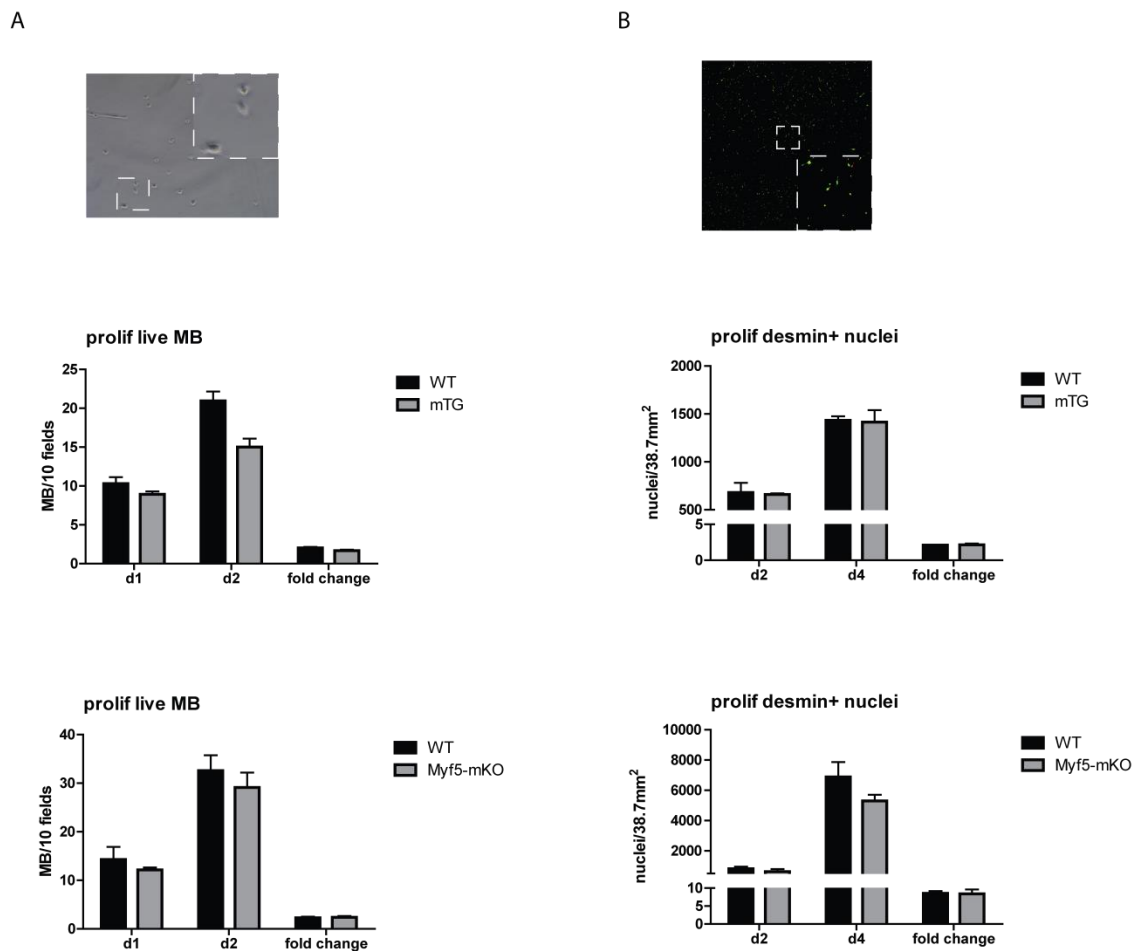 A
B
prolif live MB
MB/10 fields
25
20
15
10
5
0
d1
d2
fold change
WT
mTG
prolif desmin+ nuclei
nuclei/38.7mm²
2000
1500
1000
500
5
0
d2
d4
fold change
WT
mTG
prolif live MB
MB/10 fields
40
30
20
10
0
d1
d2
fold change
WT
Myf5-mKO
prolif desmin+ nuclei
nuclei/38.7mm²
10000
8000
6000
4000
2000
10
5
0
d2
d4
fold change
WT
Myf5-mKO